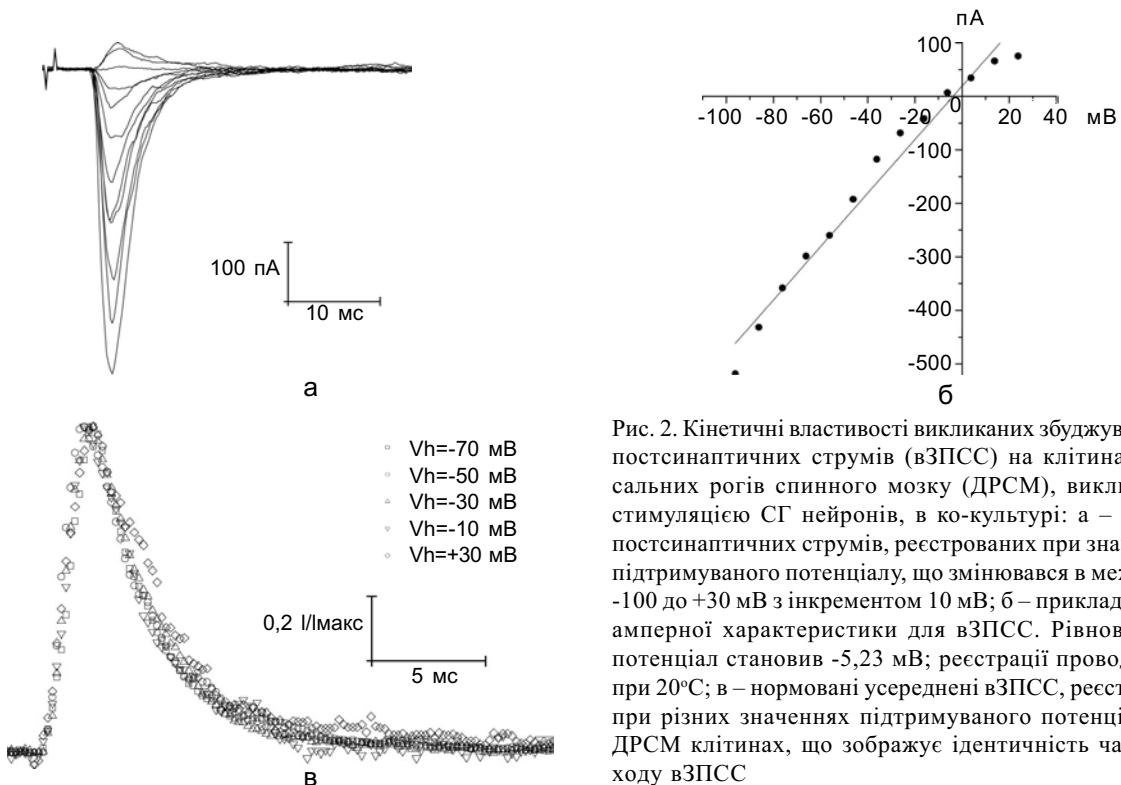 100 пА
10 мс
а
пА
100
-100 -80 -60 -40 -20 0 20 40 мВ
-100
-200
-300
-400
-500
б
Vh=-70 мВ
Vh=-50 мВ
Vh=-30 мВ
Vh=-10 мВ
Vh=+30 мВ
0,2 I/Iмакс
5 мс
в
Рис. 2. Кінетичні властивості викликаних збуджув
постсинаптичних струмів (вЗПСС) на клітина
сальних рогів спинного мозку (ДРСМ), викли
стимуляцією СГ нейронів, в ко-культурі: а –
постсинаптичних струмів, реєстрованих при зна
підтримуваного потенціалу, що змінювався в меж
-100 до +30 мВ з інкрементом 10 мВ; б – приклад
амперної характеристики для вЗПСС. Рівнов
потенціал становив -5,23 мВ; реєстрації провод
при 20°С; в – нормовані усереднені вЗПСС, реєст
при різних значеннях підтримуваного потенці
ДРСМ клітинах, що зображує ідентичність ча
ходу вЗПСС